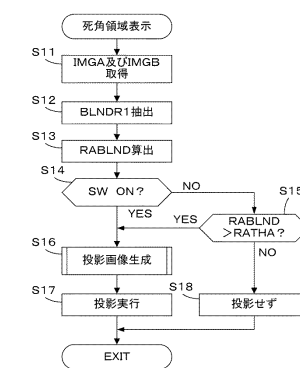 死角領域表示
S11
IMGA及びIMGB
取得
S12
BLNDR1抽出
S13
RABLND算出
S14
SW ON?
NO
YES
S15
RABLND
>RATHA?
YES
NO
S16
投影画像生成
S17
投影実行
S18
投影せず
EXIT